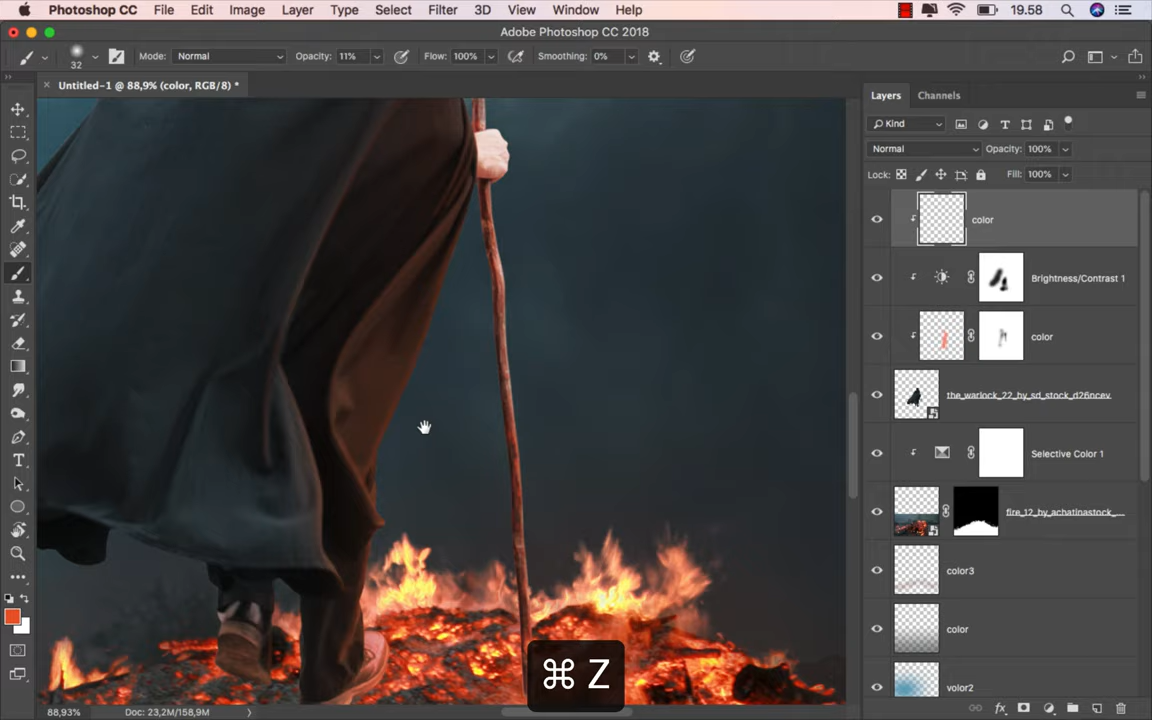 Photoshop CC File Edit Image Layer Type Select Filter 3D View Window Help 19.58
Adobe Photoshop CC 2018
32 Mode: Normal Opacity: 11% Flow: 100% Smoothing: 0%
× Untitled-1 @ 88,9% (color, RGB/8) *
Layers Channels
Kind
Normal Opacity: 100%
Lock: Fill: 100%
color
Brightness/Contrast 1
color
the_warlock_22_by_sd_stock_d26ncev
Selective Color 1
fire_12_by_achatinastock_...
color3
color
volor2
⌘ Z
88,93% Doc: 23,2M/158,9M